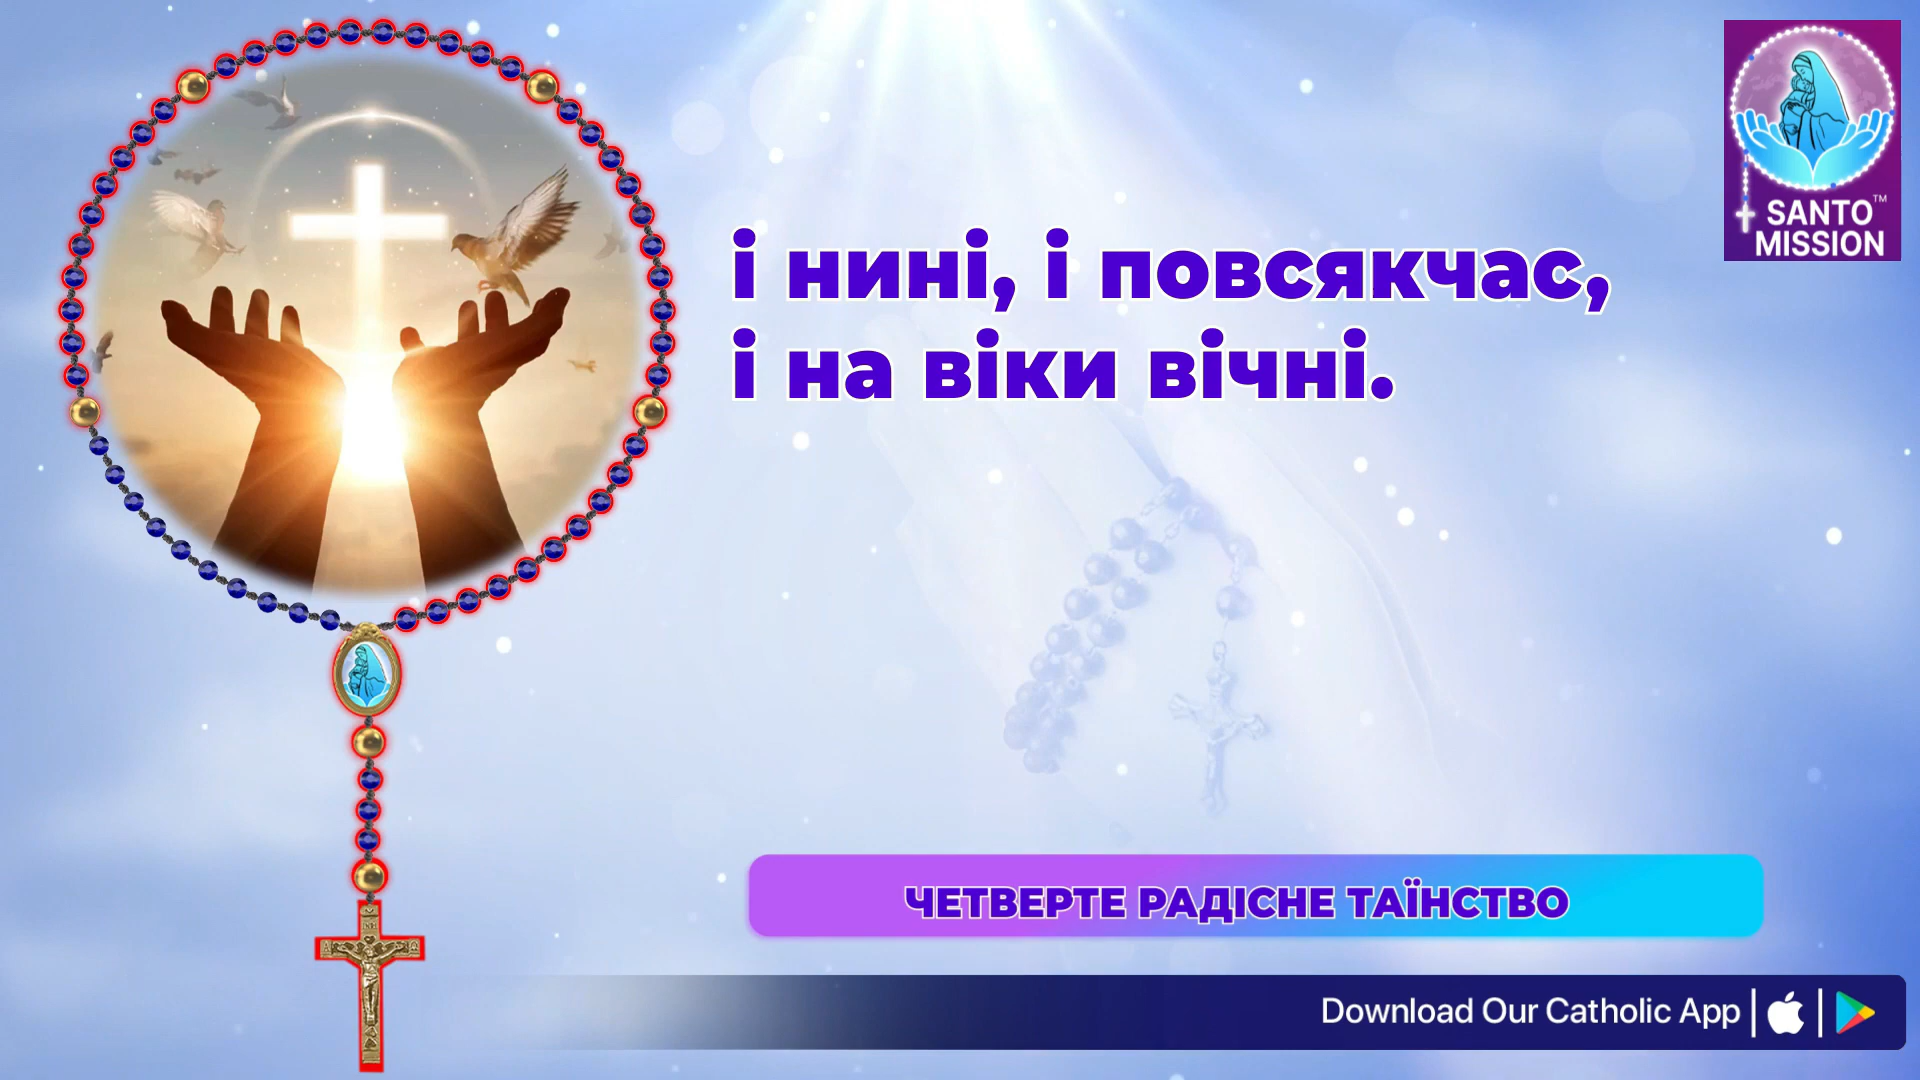 SANTO™
MISSION
і нині, і повсякчас,
і на віки вічні.
ЧЕТВЕРТЕ РАДІСНЕ ТАЇНСТВО
Download Our Catholic App